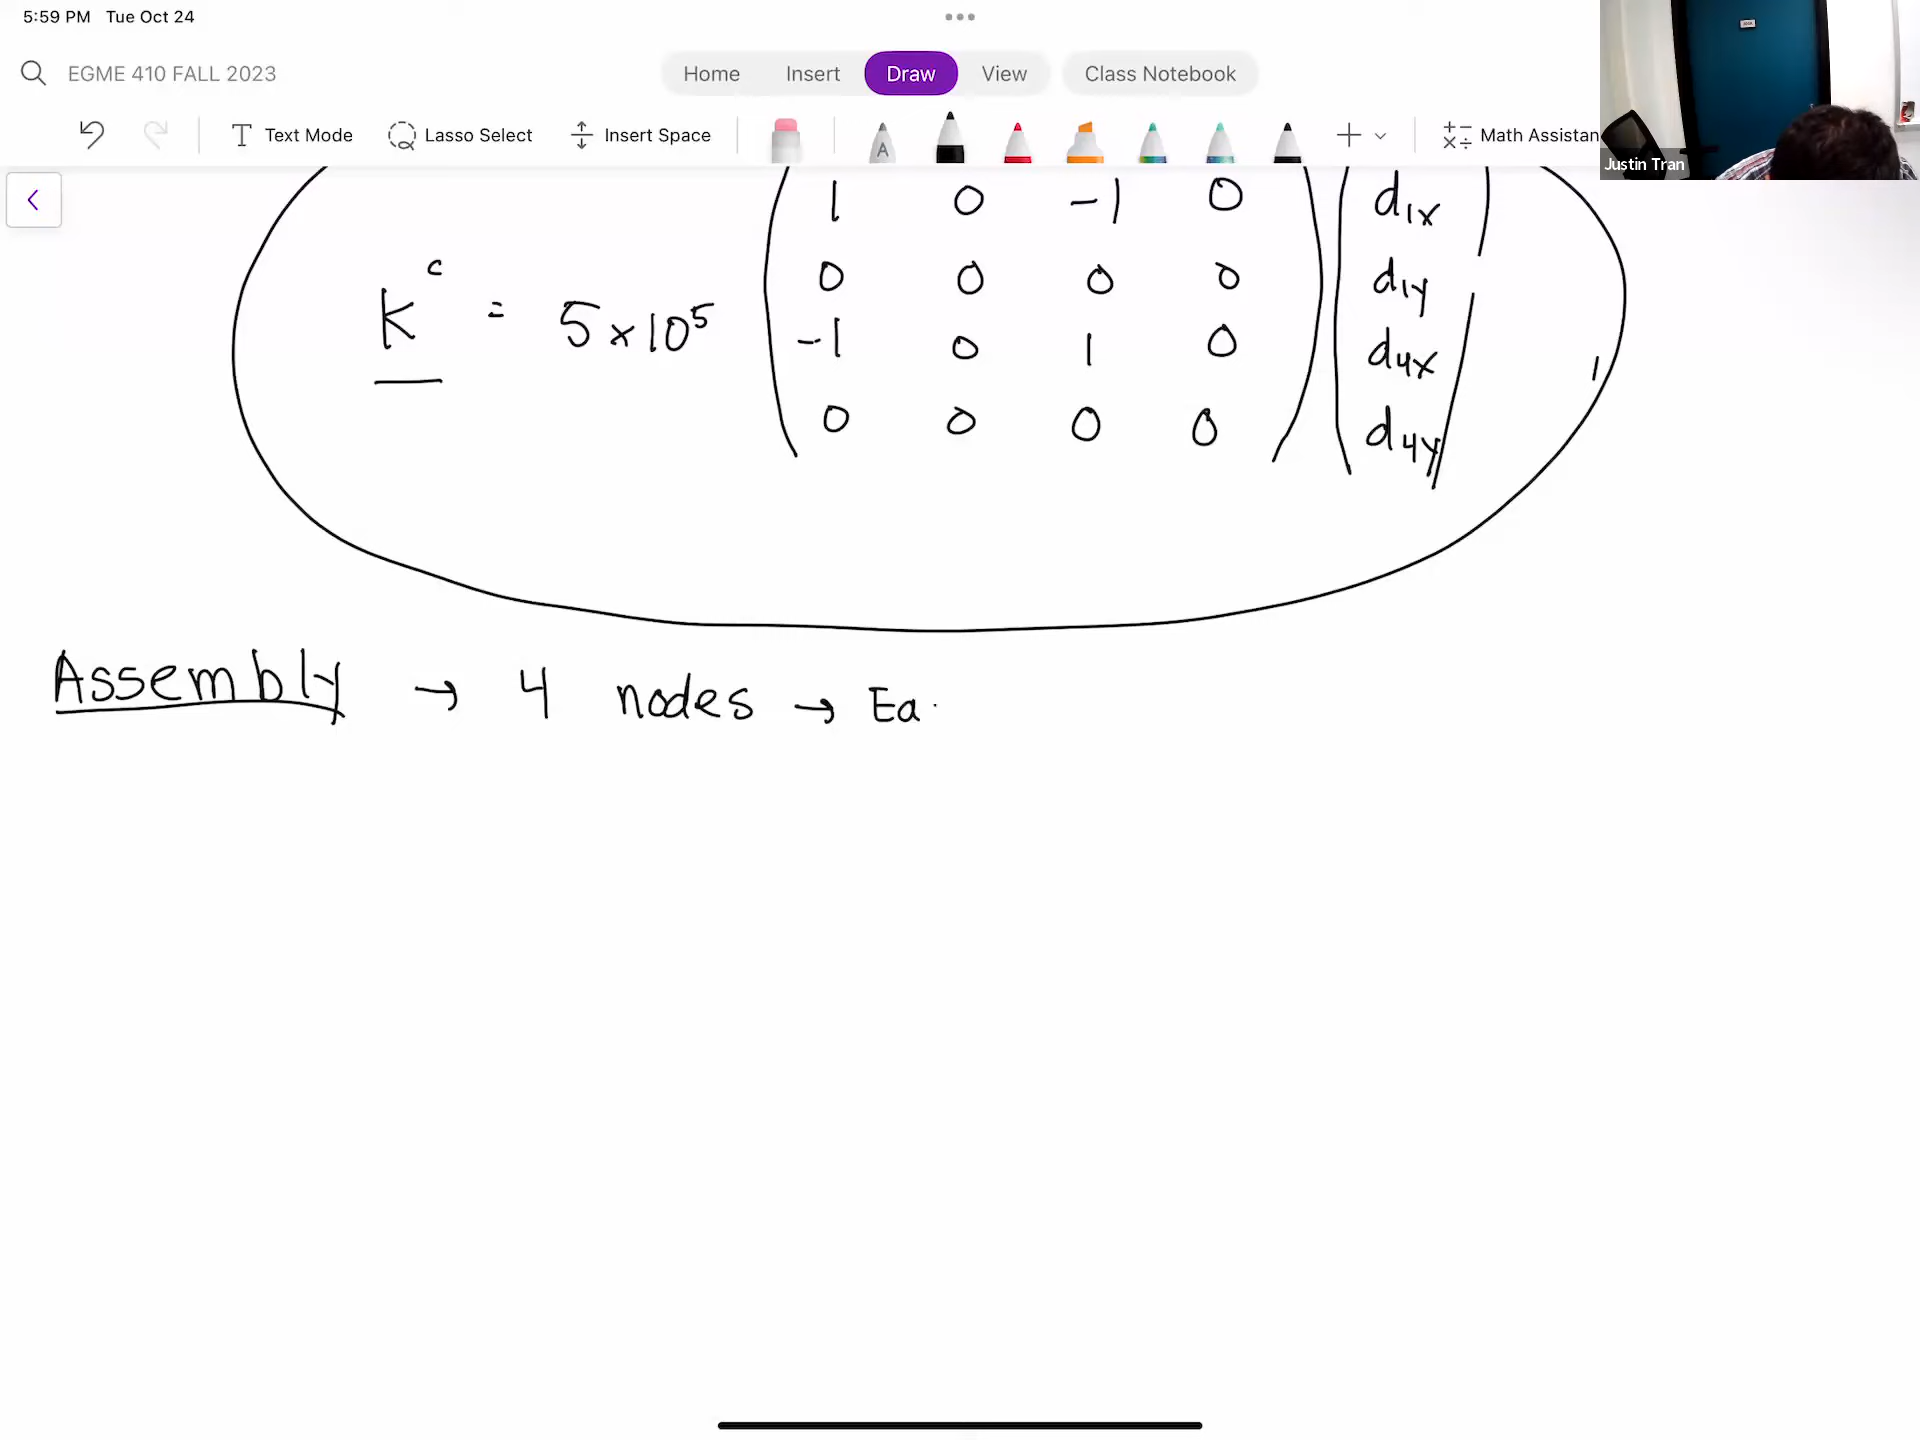 5:59 PM Tue Oct 24
EGME 410 FALL 2023
Home Insert Draw View Class Notebook
Text Mode Lasso Select Insert Space A Math Assistan
Justin Tran
1 0 -1 0 d1x
0 0 0 0 d1y
K^c = 5×10^5
-1 0 1 0 d4x
0 0 0 0 d4y
Assembly → 4 nodes → Ea